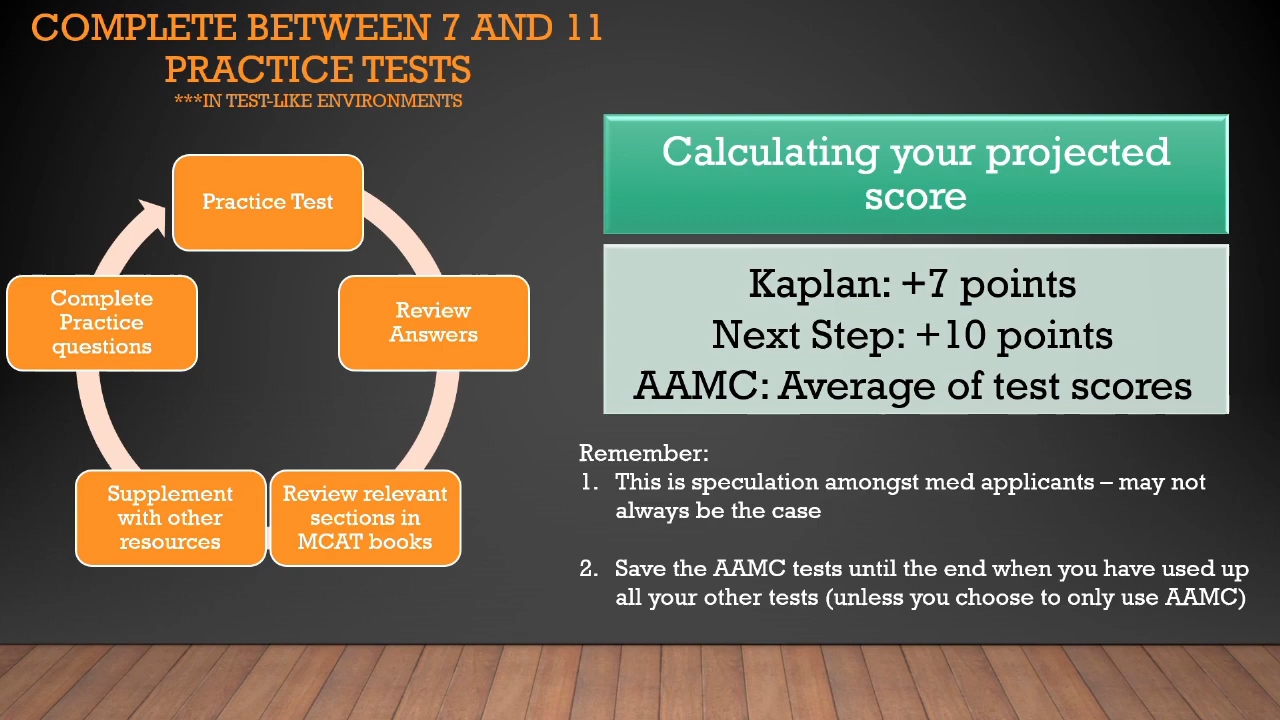 COMPLETE BETWEEN 7 AND 11
PRACTICE TESTS
***IN TEST-LIKE ENVIRONMENTS
Practice Test
Review
Answers
Review relevant
sections in
MCAT books
Supplement
with other
resources
Complete
Practice
questions
Calculating your projected
score
Kaplan: +7 points
Next Step: +10 points
AAMC: Average of test scores
Remember:
1. This is speculation amongst med applicants – may not
always be the case
2. Save the AAMC tests until the end when you have used up
all your other tests (unless you choose to only use AAMC)